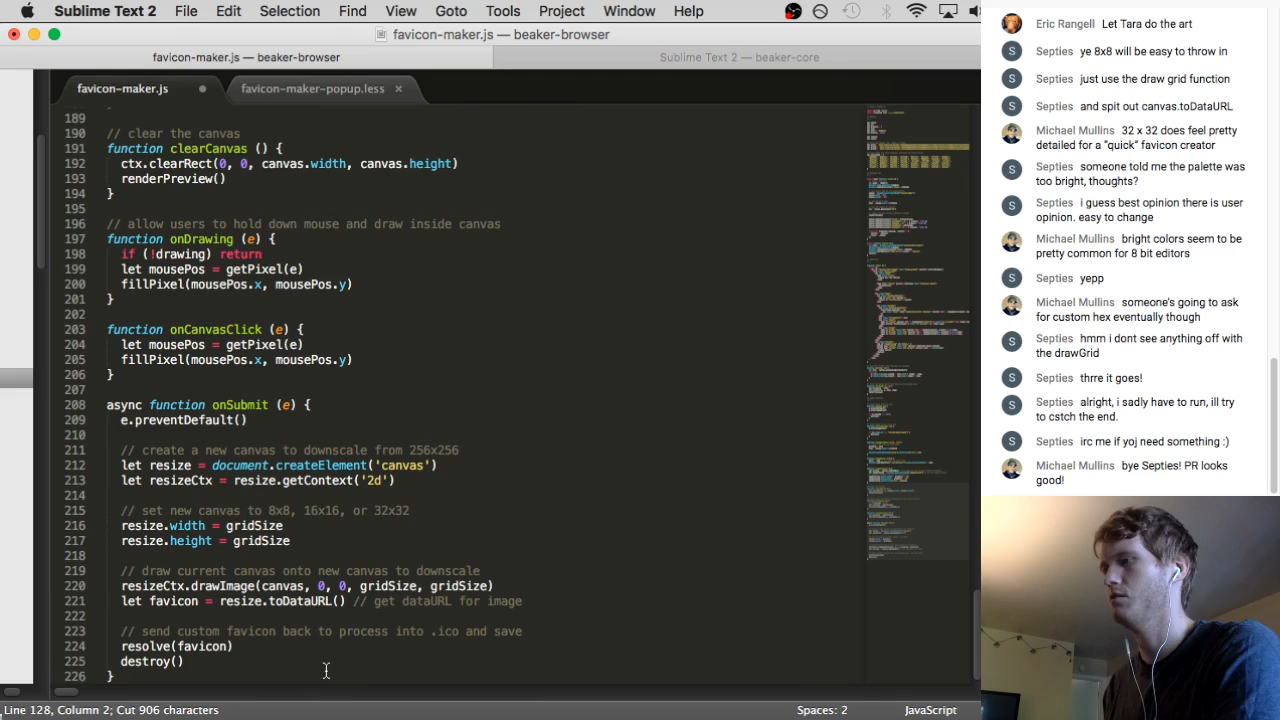 Sublime Text 2 File Edit Selection Find View Goto Tools Project Window Help
favicon-maker.js — beaker-browser
favicon-maker.js — beaker-browser
Sublime Text 2 — beaker-core
favicon-maker.js
favicon-maker-popup.less
189
190 // clear the canvas
191 function clearCanvas () {
192 ctx.clearRect(0, 0, canvas.width, canvas.height)
193 renderPreview()
194 }
195
196 // allow users to hold down mouse and draw inside canvas
197 function onDrawing (e) {
198 if (!drawing) return
199 let mousePos = getPixel(e)
200 fillPixel(mousePos.x, mousePos.y)
201 }
202
203 function onCanvasClick (e) {
204 let mousePos = getPixel(e)
205 fillPixel(mousePos.x, mousePos.y)
206 }
207
208 async function onSubmit (e) {
209 e.preventDefault()
210
211 // create a new canvas to downscale from 256x256
212 let resize = document.createElement('canvas')
213 let resizeCtx = resize.getContext('2d')
214
215 // set new canvas to 8x8, 16x16, or 32x32
216 resize.width = gridSize
217 resize.height = gridSize
218
219 // draw current canvas onto new canvas to downscale
220 resizeCtx.drawImage(canvas, 0, 0, gridSize, gridSize)
221 let favicon = resize.toDataURL() // get dataURL for image
222
223 // send custom favicon back to process into .ico and save
224 resolve(favicon)
225 destroy()
226 }
Line 128, Column 2; Cut 906 characters
Spaces: 2
JavaScript
Eric Rangell Let Tara do the art
S Septies ye 8x8 will be easy to throw in
S Septies just use the draw grid function
S Septies and spit out canvas.toDataURL
Michael Mullins 32 x 32 does feel pretty
detailed for a “quick” favicon creator
S Septies someone told me the palette was
too bright, thoughts?
S Septies i guess best opinion there is user
opinion. easy to change
Michael Mullins bright colors seem to be
pretty common for 8 bit editors
S Septies yepp
Michael Mullins someone's going to ask
for custom hex eventually though
S Septies hmm i dont see anything off with
the drawGrid
S Septies thrre it goes!
S Septies alright, i sadly have to run, ill try
to cstch the end.
S Septies irc me if yoj need something :)
Michael Mullins bye Septies! PR looks
good!